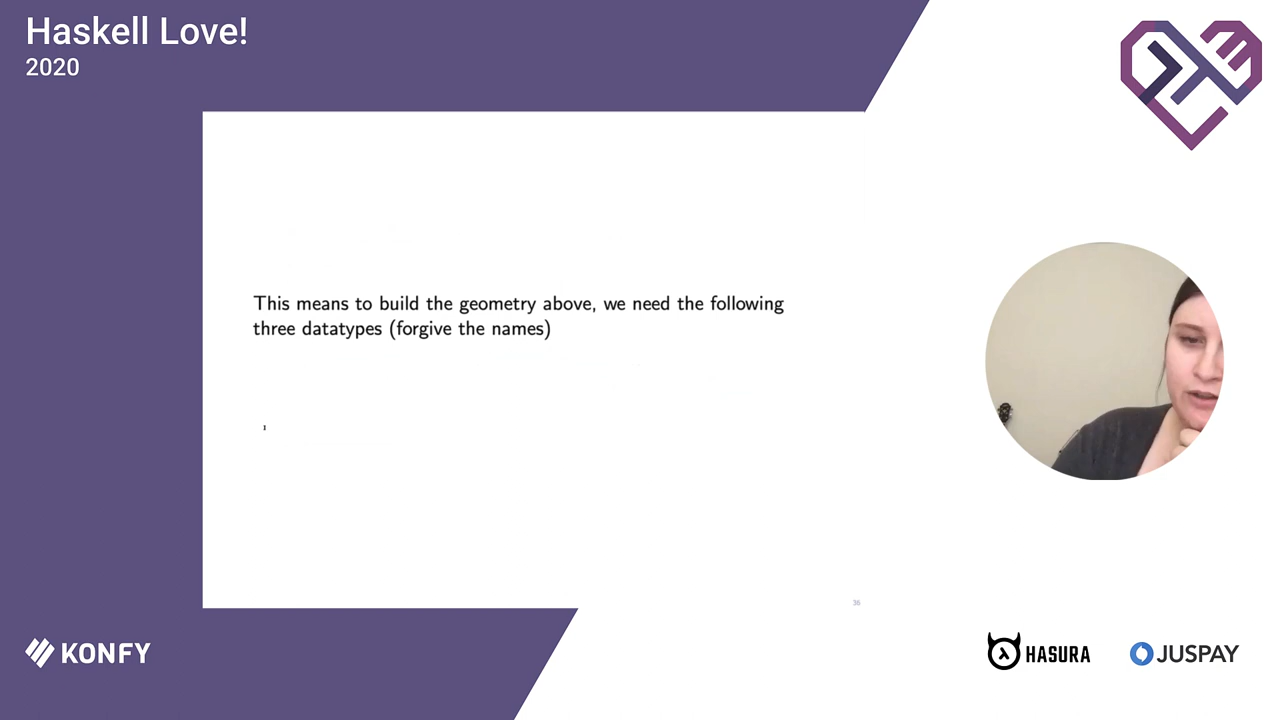 Haskell Love!
2020
This means to build the geometry above, we need the following
three datatypes (forgive the names)
36
KONFY
HASURA
JUSPAY